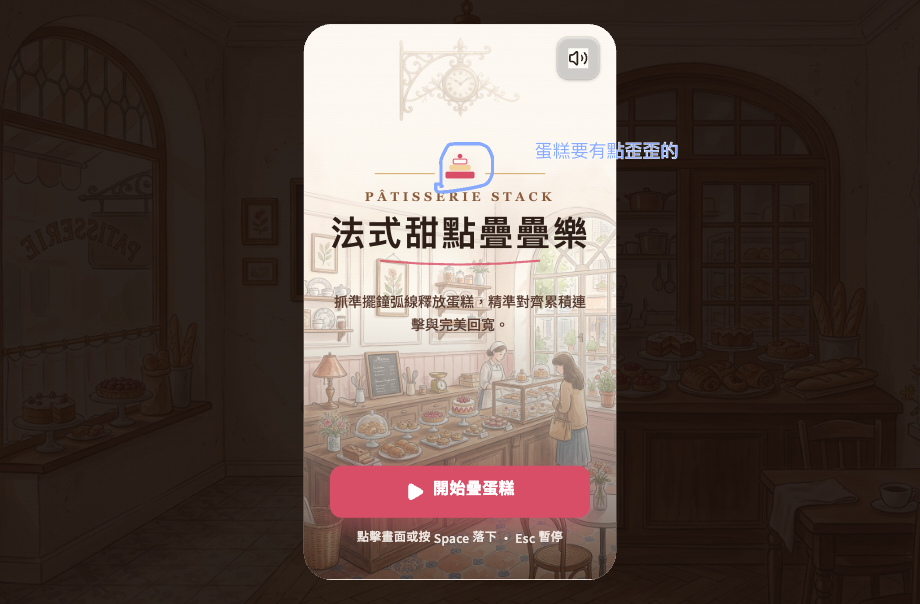 蛋糕要有點歪歪的
PÂTISSERIE STACK
法式甜點疊疊樂
抓準擺鐘弧線釋放蛋糕，精準對齊累積連
擊與完美回寬。
開始疊蛋糕
點擊畫面或按 Space 落下 · Esc 暫停
PATISSERIE